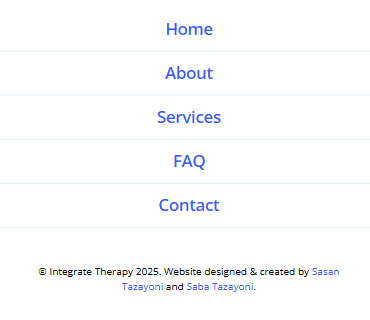 Home
About
Services
FAQ
Contact
© Integrate Therapy 2025. Website designed & created by Sasan
Tazayoni and Saba Tazayoni.